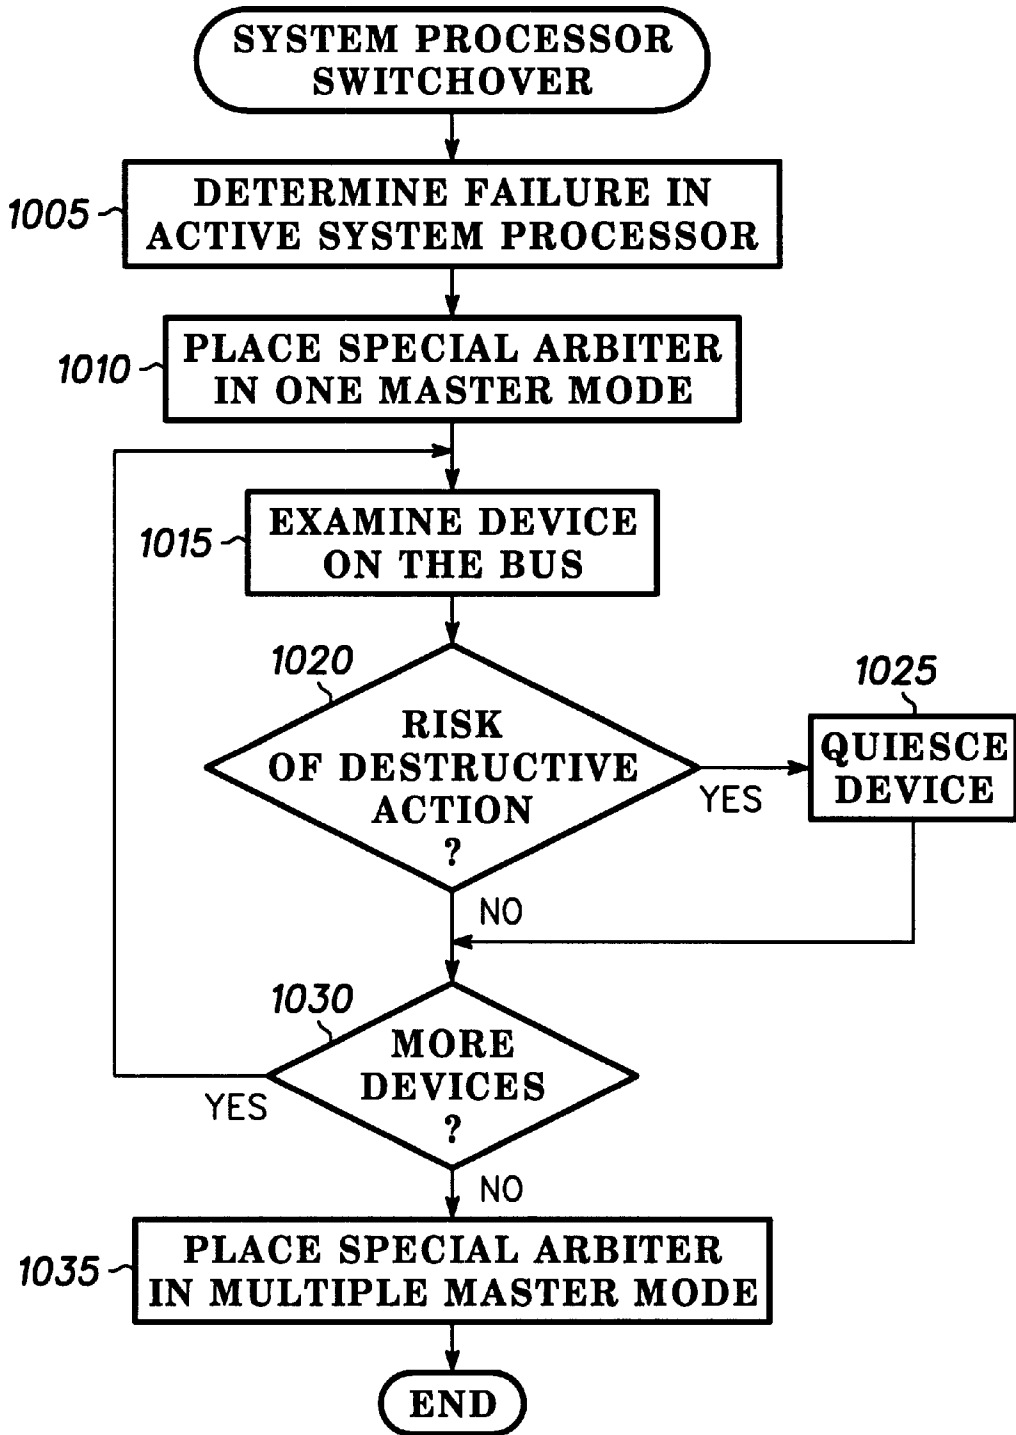 SYSTEM PROCESSOR
SWITCHOVER
1005
DETERMINE FAILURE IN
ACTIVE SYSTEM PROCESSOR
1010
PLACE SPECIAL ARBITER
IN ONE MASTER MODE
1015
EXAMINE DEVICE
ON THE BUS
1020
RISK
OF DESTRUCTIVE
ACTION
?
YES
1025
QUIESCE
DEVICE
NO
1030
MORE
DEVICES
?
YES
NO
1035
PLACE SPECIAL ARBITER
IN MULTIPLE MASTER MODE
END